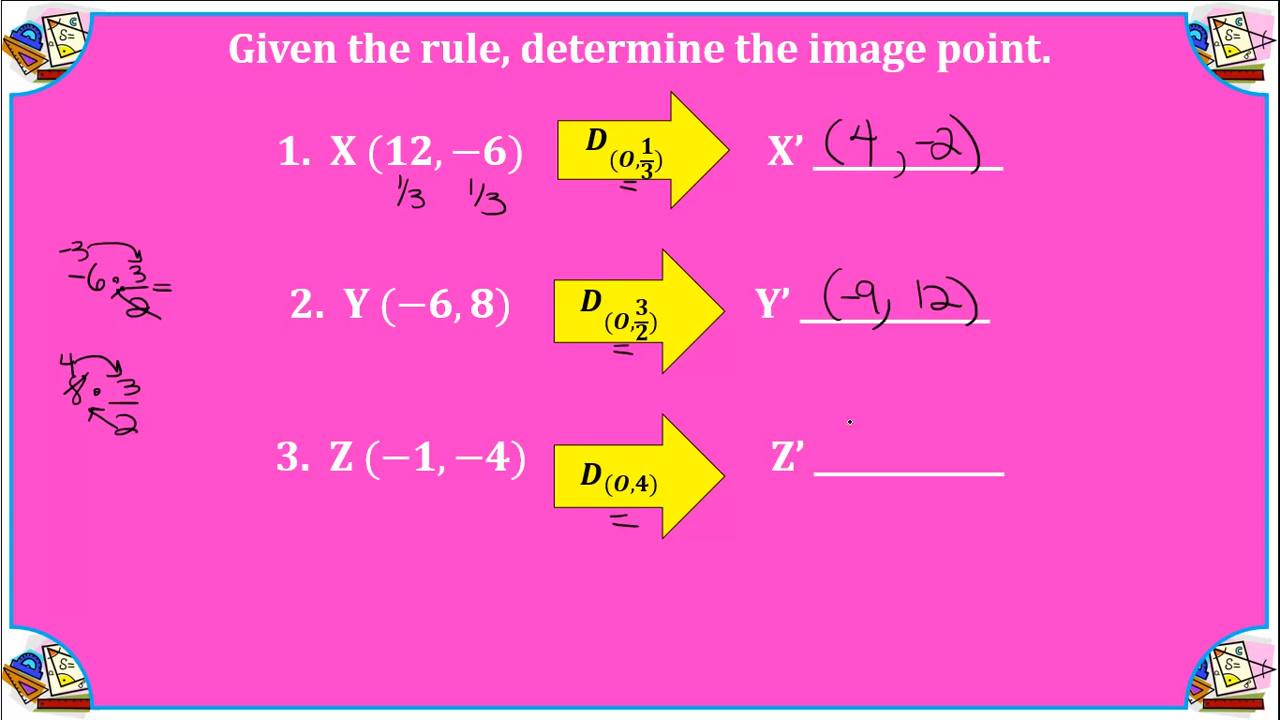 Given the rule, determine the image point.
1. X (12, −6) D(O,1/3) X’ (4, -2)
1/3 1/3
-3
-6 · 3/2 =
2. Y (−6, 8) D(O,3/2) Y’ (-9, 12)
4
8 · 3/2
3. Z (−1, −4) D(O,4) Z’